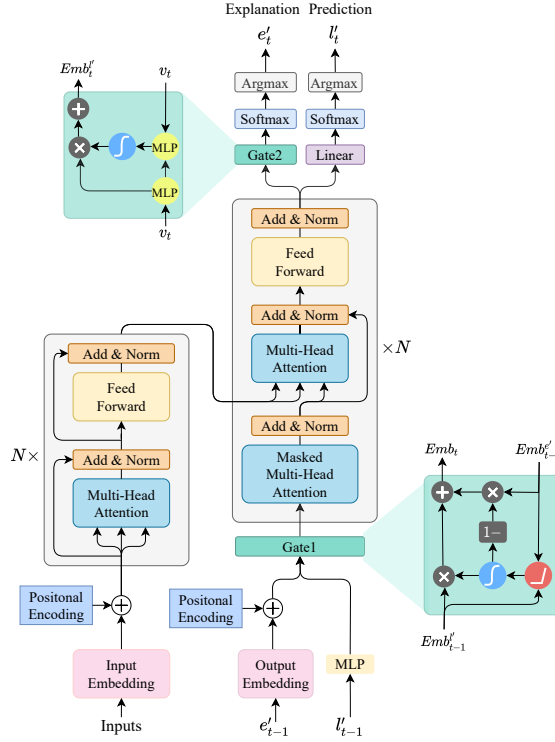 Explanation Prediction
e′_t l′_t
Argmax Argmax
Softmax Softmax
Gate2 Linear
Emb_t^{l′} v_t
MLP
MLP
v_t
Add & Norm
Feed
Forward
Add & Norm
Multi-Head
Attention
×N
Add & Norm
Masked
Multi-Head
Attention
Gate1
Add & Norm
Feed
Forward
N×
Add & Norm
Multi-Head
Attention
Positonal
Encoding
Input
Embedding
Inputs
Positonal
Encoding
Output
Embedding
MLP
e′_{t-1} l′_{t-1}
Emb_t
1-
Emb_{t-1}^{l′}